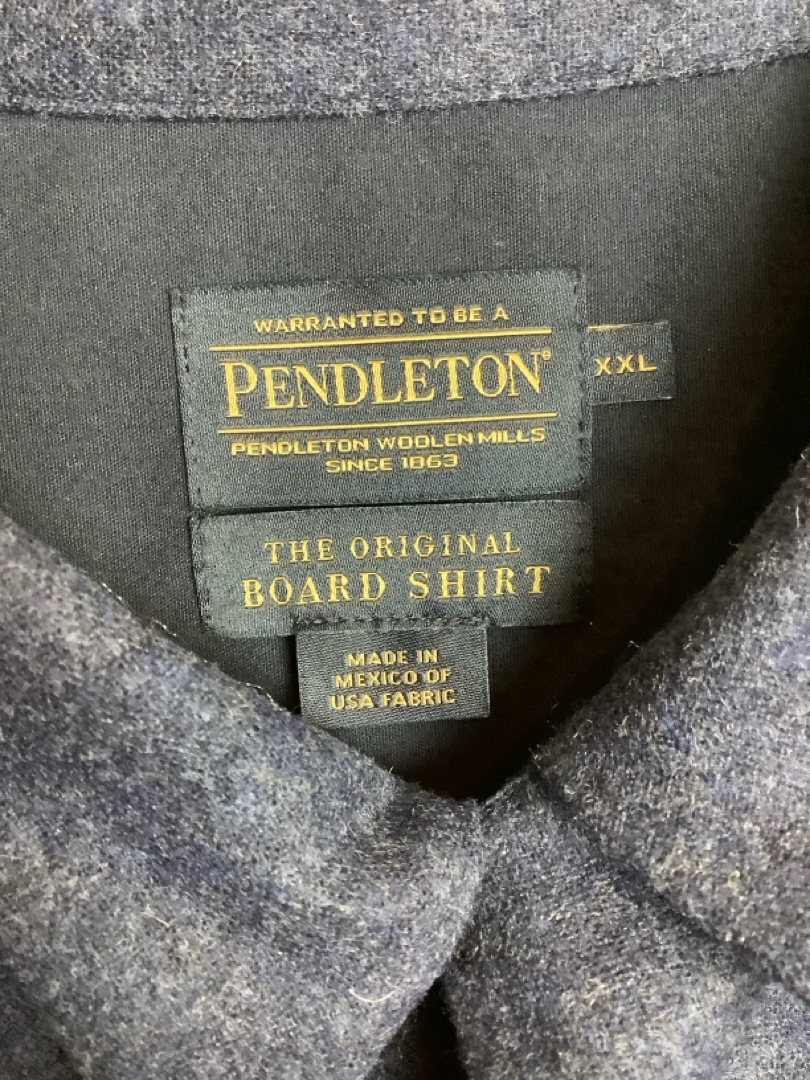 WARRANTED TO BE A
PENDLETON®
PENDLETON WOOLEN MILLS
SINCE 1863
XXL
THE ORIGINAL
BOARD SHIRT
MADE IN
MEXICO OF
USA FABRIC